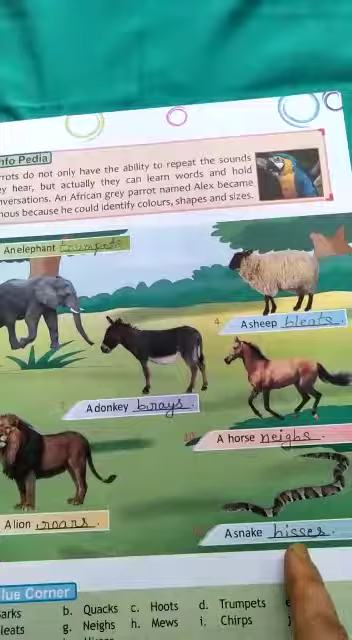 nfo Pedia
rrots do not only have the ability to repeat the sounds
ey hear, but actually they can learn words and hold
nversations. An African grey parrot named Alex became
nous because he could identify colours, shapes and sizes.
An elephant trumpets
4. A sheep bleats.
A donkey brays.
10. A horse neighs.
A lion roars.
A snake hisses.
lue Corner
arks b. Quacks c. Hoots d. Trumpets e
leats g. Neighs h. Mews i. Chirps j